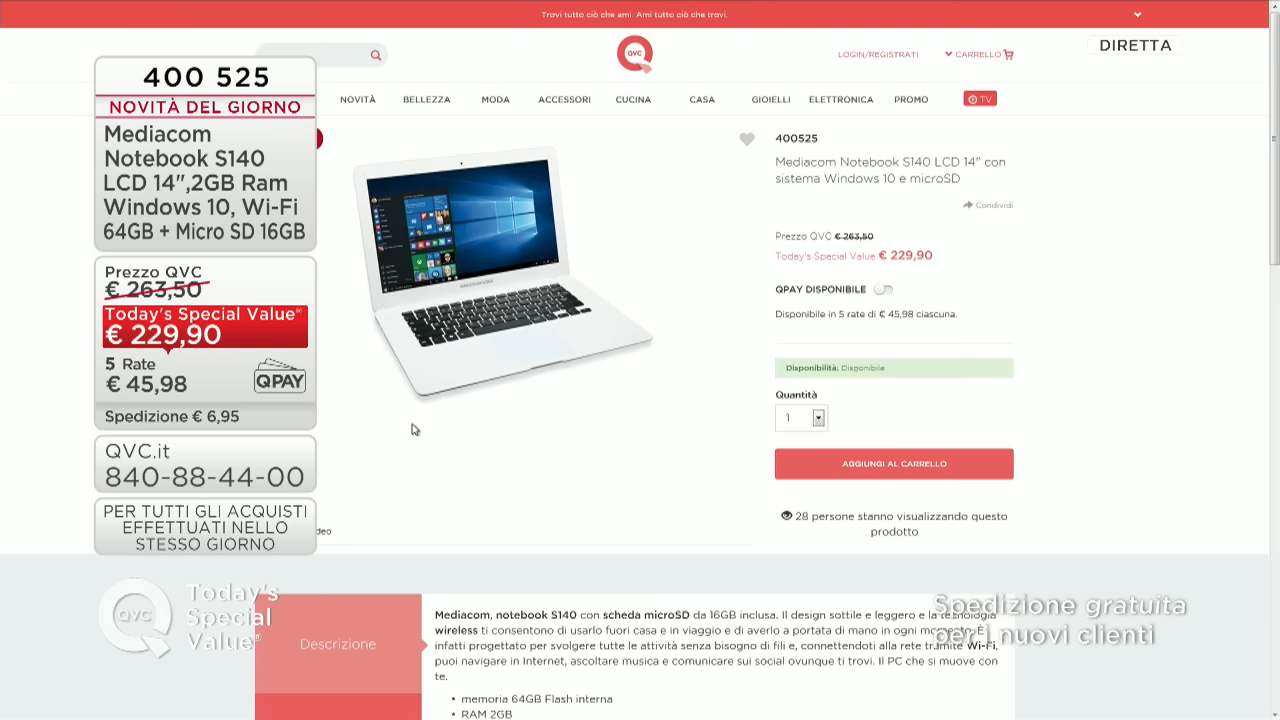 Trovi tutto ciò che ami. Ami tutto ciò che trovi.
QVC
LOGIN/REGISTRATI
CARRELLO
DIRETTA
NOVITÀ
BELLEZZA
MODA
ACCESSORI
CUCINA
CASA
GIOIELLI
ELETTRONICA
PROMO
TV
400 525
NOVITÀ DEL GIORNO
Mediacom
Notebook S140
LCD 14",2GB Ram
Windows 10, Wi-Fi
64GB + Micro SD 16GB
Prezzo QVC
€ 263,50
Today's Special Value®
€ 229,90
5 Rate
€ 45,98
QPAY
Spedizione € 6,95
QVC.it
840-88-44-00
PER TUTTI GLI ACQUISTI
EFFETTUATI NELLO
STESSO GIORNO
deo
400525
Mediacom Notebook S140 LCD 14" con
sistema Windows 10 e microSD
Condividi
Prezzo QVC € 263,50
Today's Special Value € 229,90
QPAY DISPONIBILE
Disponibile in 5 rate di € 45,98 ciascuna.
Disponibilità: Disponibile
Quantità
1
AGGIUNGI AL CARRELLO
28 persone stanno visualizzando questo
prodotto
QVC
Today's
Special
Value®
Spedizione gratuita
per i nuovi clienti
Descrizione
Mediacom, notebook S140 con scheda microSD da 16GB inclusa. Il design sottile e leggero e la tecnologia
wireless ti consentono di usarlo fuori casa e in viaggio e di averlo a portata di mano in ogni momento. È
infatti progettato per svolgere tutte le attività senza bisogno di fili e, connettendoti alla rete tramite Wi-Fi,
puoi navigare in Internet, ascoltare musica e comunicare sui social ovunque ti trovi. Il PC che si muove con
te.
• memoria 64GB Flash interna
• RAM 2GB